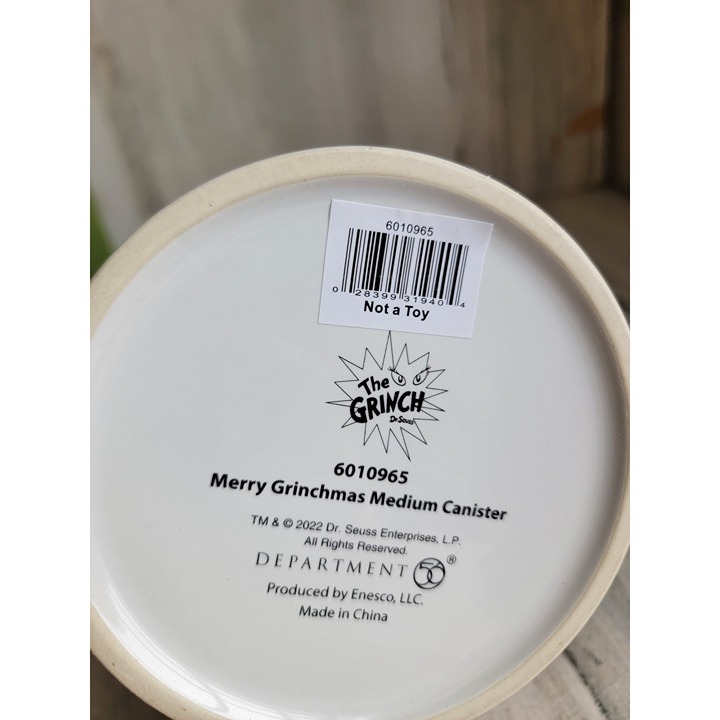 6010965
0 28399 31940 4
Not a Toy
The
GRINCH
Dr. Seuss
6010965
Merry Grinchmas Medium Canister
TM & © 2022 Dr. Seuss Enterprises, L.P.
All Rights Reserved.
DEPARTMENT 56®
Produced by Enesco, LLC.
Made in China